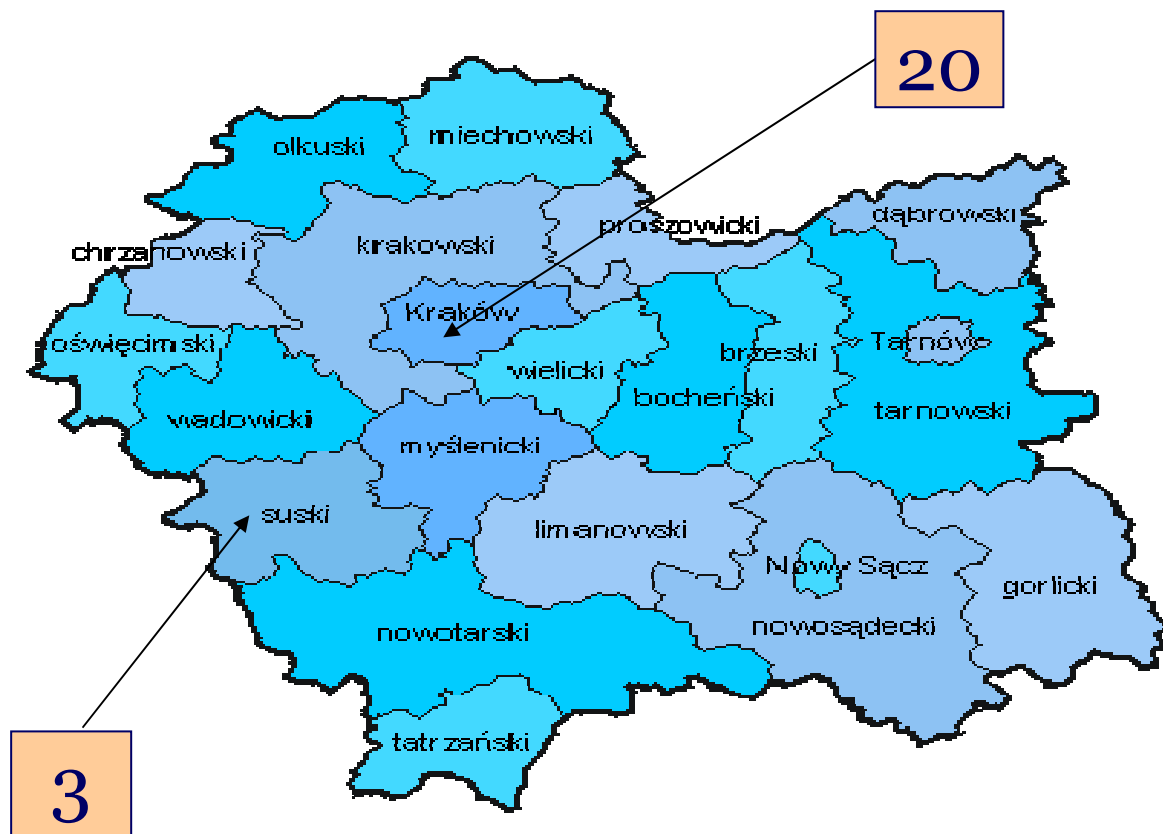 20
olkuski
miechowski
chrzanowski
krakowski
proszowicki
dąbrowski
Kraków
oświęcimski
wielicki
brzeski
Tarnów
wadowicki
bocheński
tarnowski
myślenicki
suski
limanowski
Nowy Sącz
gorlicki
nowotarski
nowosądecki
tatrzański
3